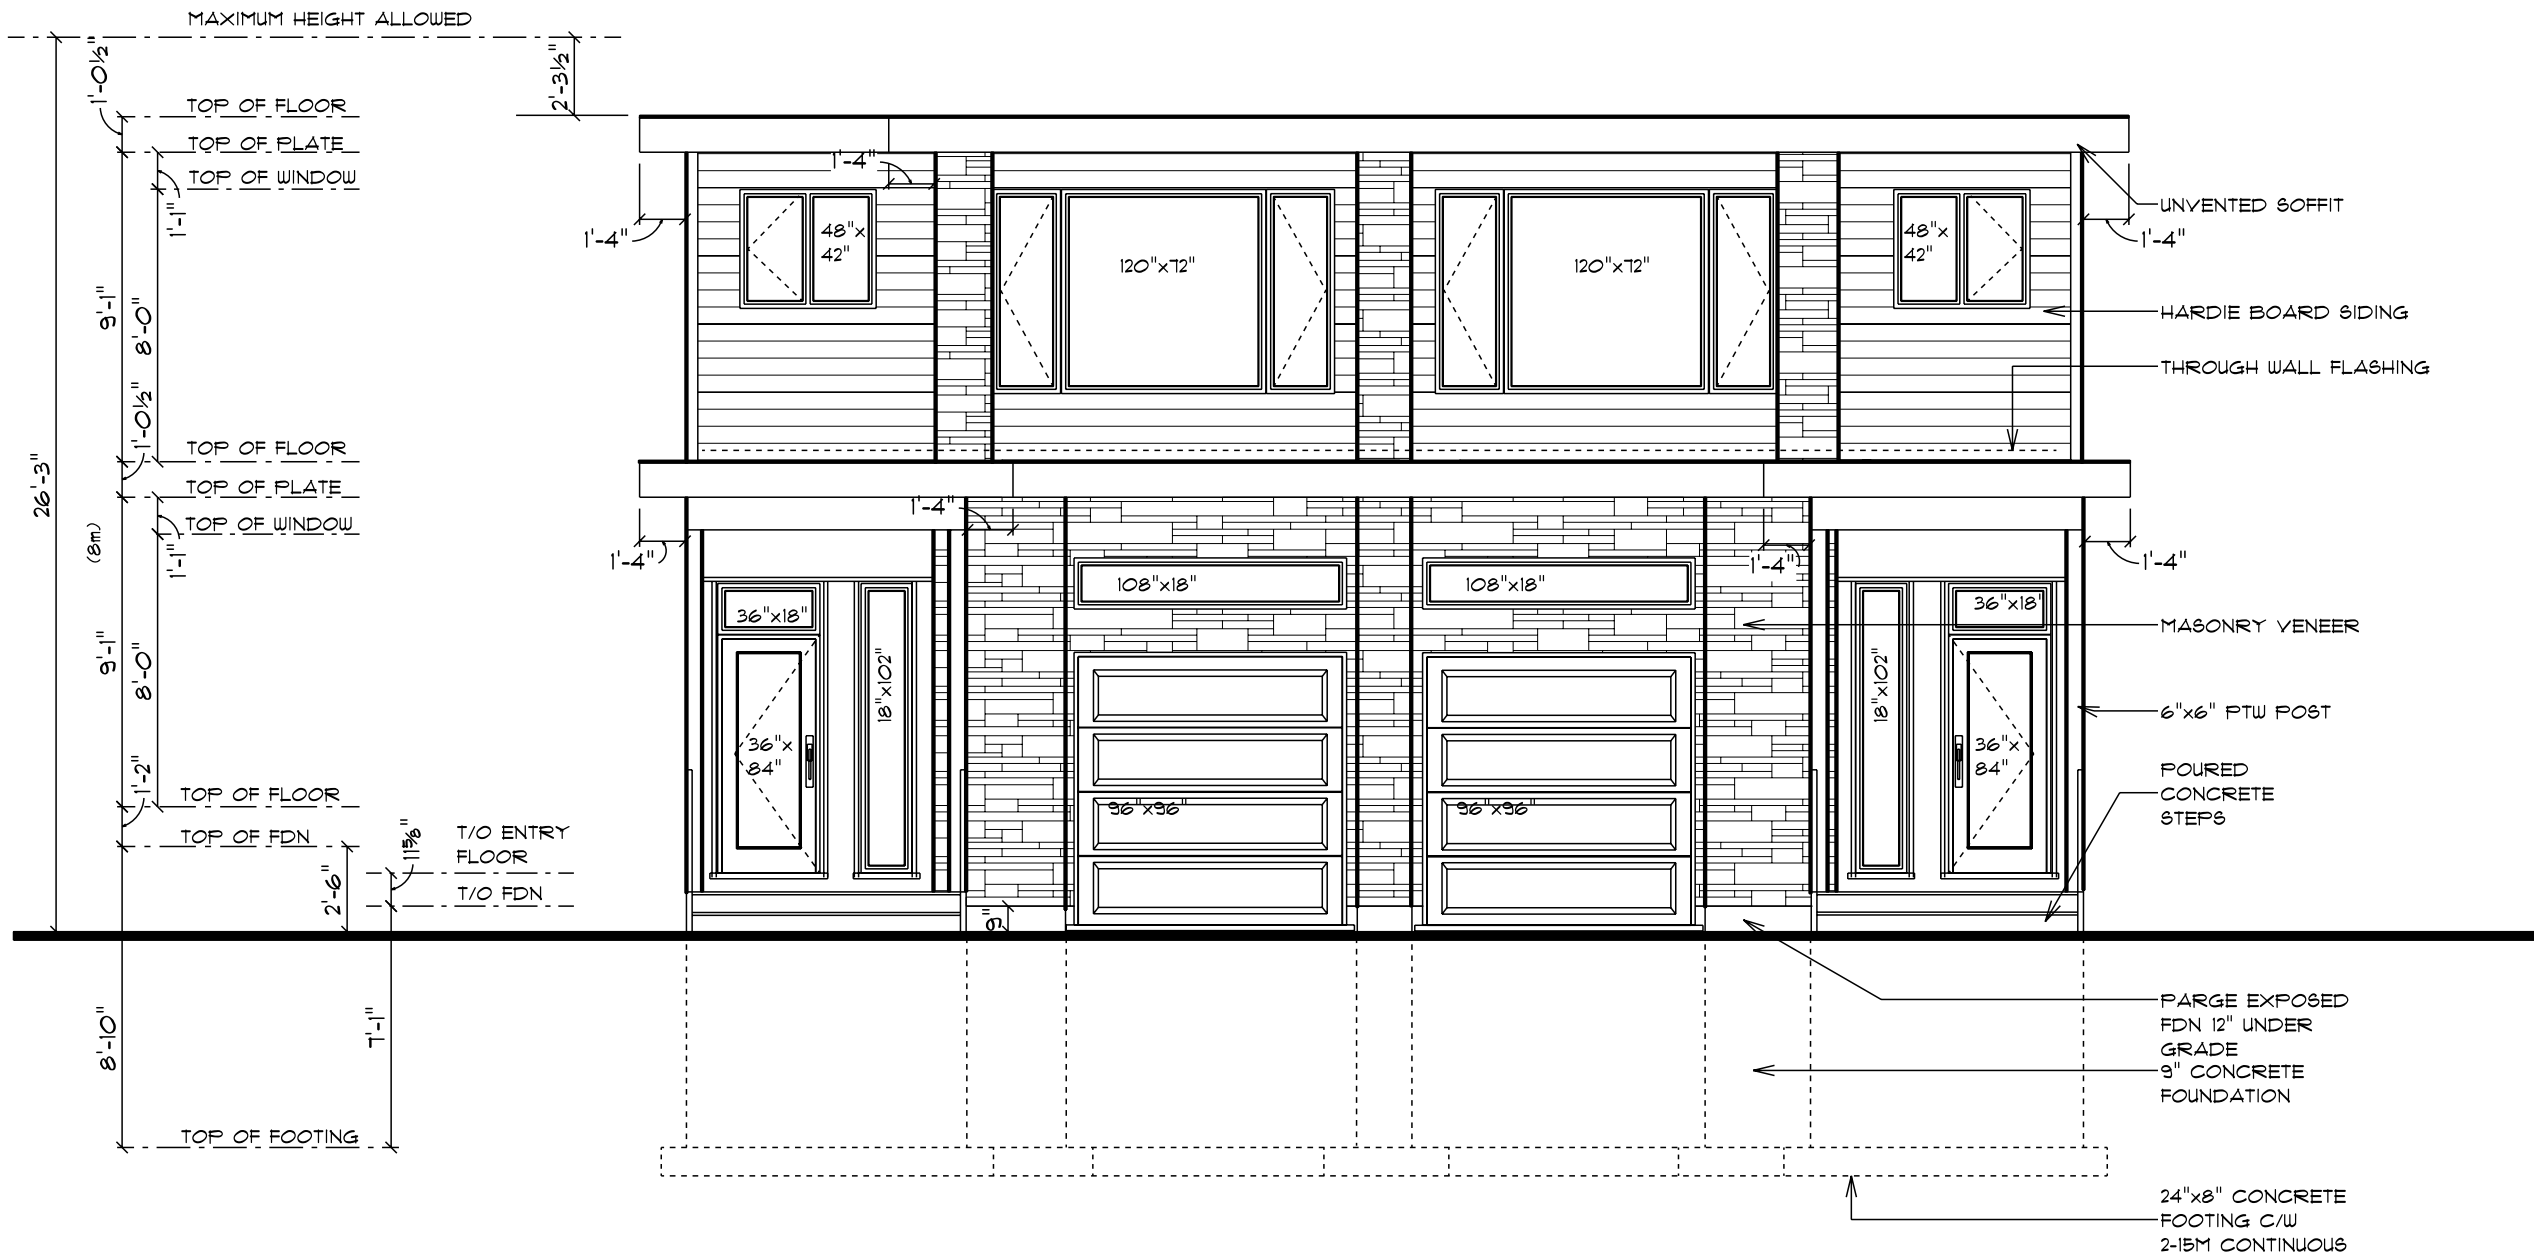 MAXIMUM HEIGHT ALLOWED
1'-0½"
2'-3½"
TOP OF FLOOR
TOP OF PLATE
TOP OF WINDOW
1'-1"
9'-1"
8'-0"
1'-0½"
TOP OF FLOOR
TOP OF PLATE
TOP OF WINDOW
1'-1"
26'-3"
(8m)
9'-1"
8'-0"
1'-2"
TOP OF FLOOR
TOP OF FDN
2'-6"
11⅝"
T/O ENTRY
FLOOR
T/O FDN
8'-10"
7'-1"
TOP OF FOOTING
1'-4"
1'-4"
48"x
42"
120"x72"
120"x72"
48"x
42"
1'-4"
1'-4"
1'-4"
1'-4"
1'-4"
108"x18"
108"x18"
36"x18"
18"x102"
36"x
84"
96"x96"
96"x96"
9"
36"x18"
18"x102"
36"x
84"
UNVENTED SOFFIT
HARDIE BOARD SIDING
THROUGH WALL FLASHING
MASONRY VENEER
6"x6" PTW POST
POURED
CONCRETE
STEPS
PARGE EXPOSED
FDN 12" UNDER
GRADE
9" CONCRETE
FOUNDATION
24"x8" CONCRETE
FOOTING C/W
2-15M CONTINUOUS